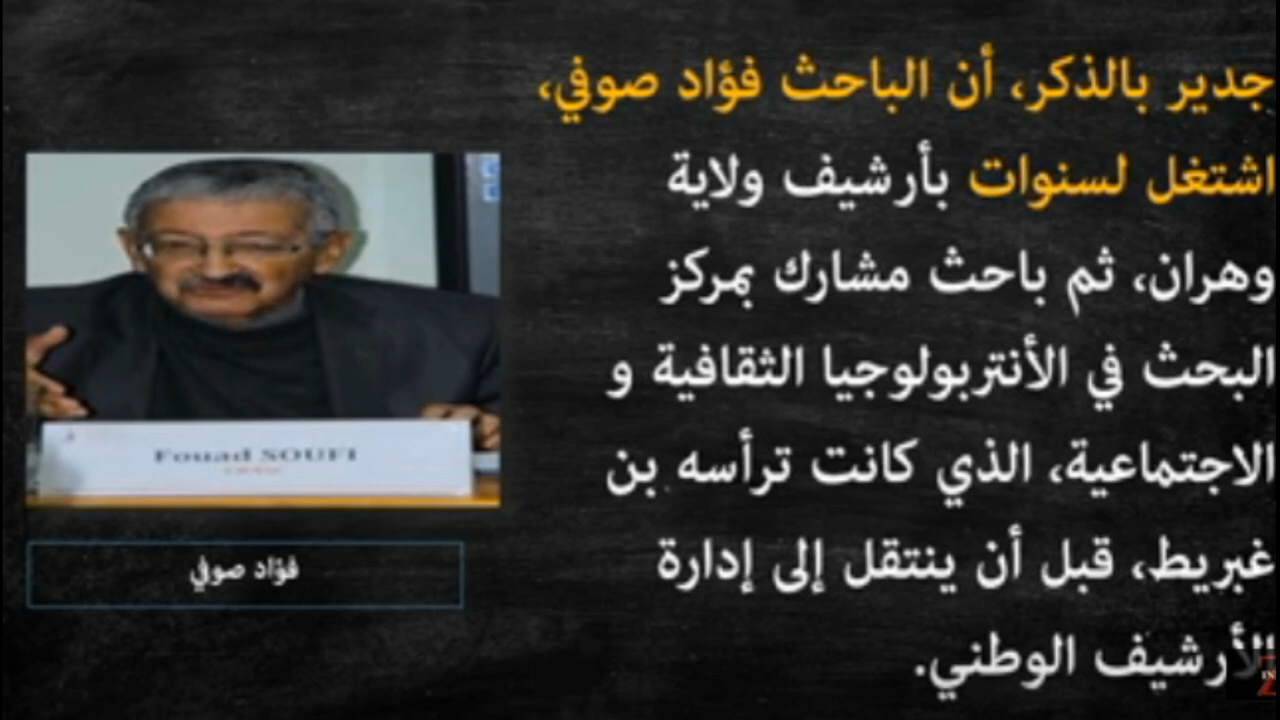 جدير بالذكر، أن الباحث فؤاد صوفي،
اشتغل لسنوات بأرشيف ولاية
وهران، ثم باحث مشارك بمركز
البحث في الأنتربولوجيا الثقافية و
الاجتماعية، الذي كانت ترأسه بن
غبريط، قبل أن ينتقل إلى إدارة
الأرشيف الوطني.
Fouad SOUFI
فؤاد صوفي